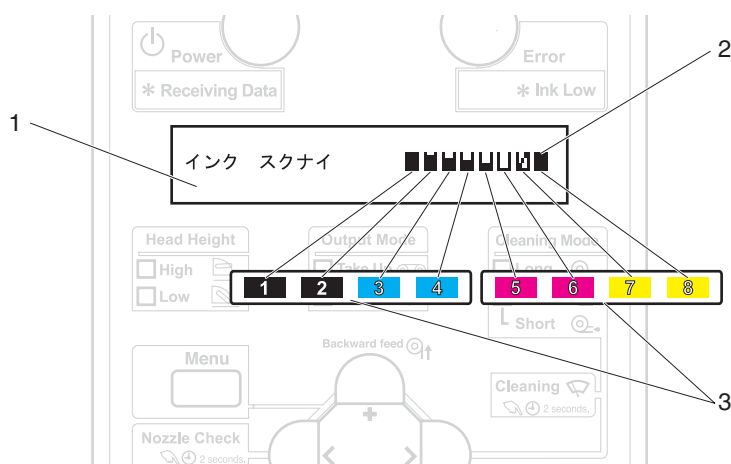 Power
Error
2
* Receiving Data
* Ink Low
1
インク スクナイ
Head Height
Output Mode
Cleaning Mode
High
Take Up
Long
1 2 3 4 5 6 7 8
Low
Short
Backward feed
Menu
3
Cleaning
2 seconds.
+
Nozzle Check
2 seconds.
< >